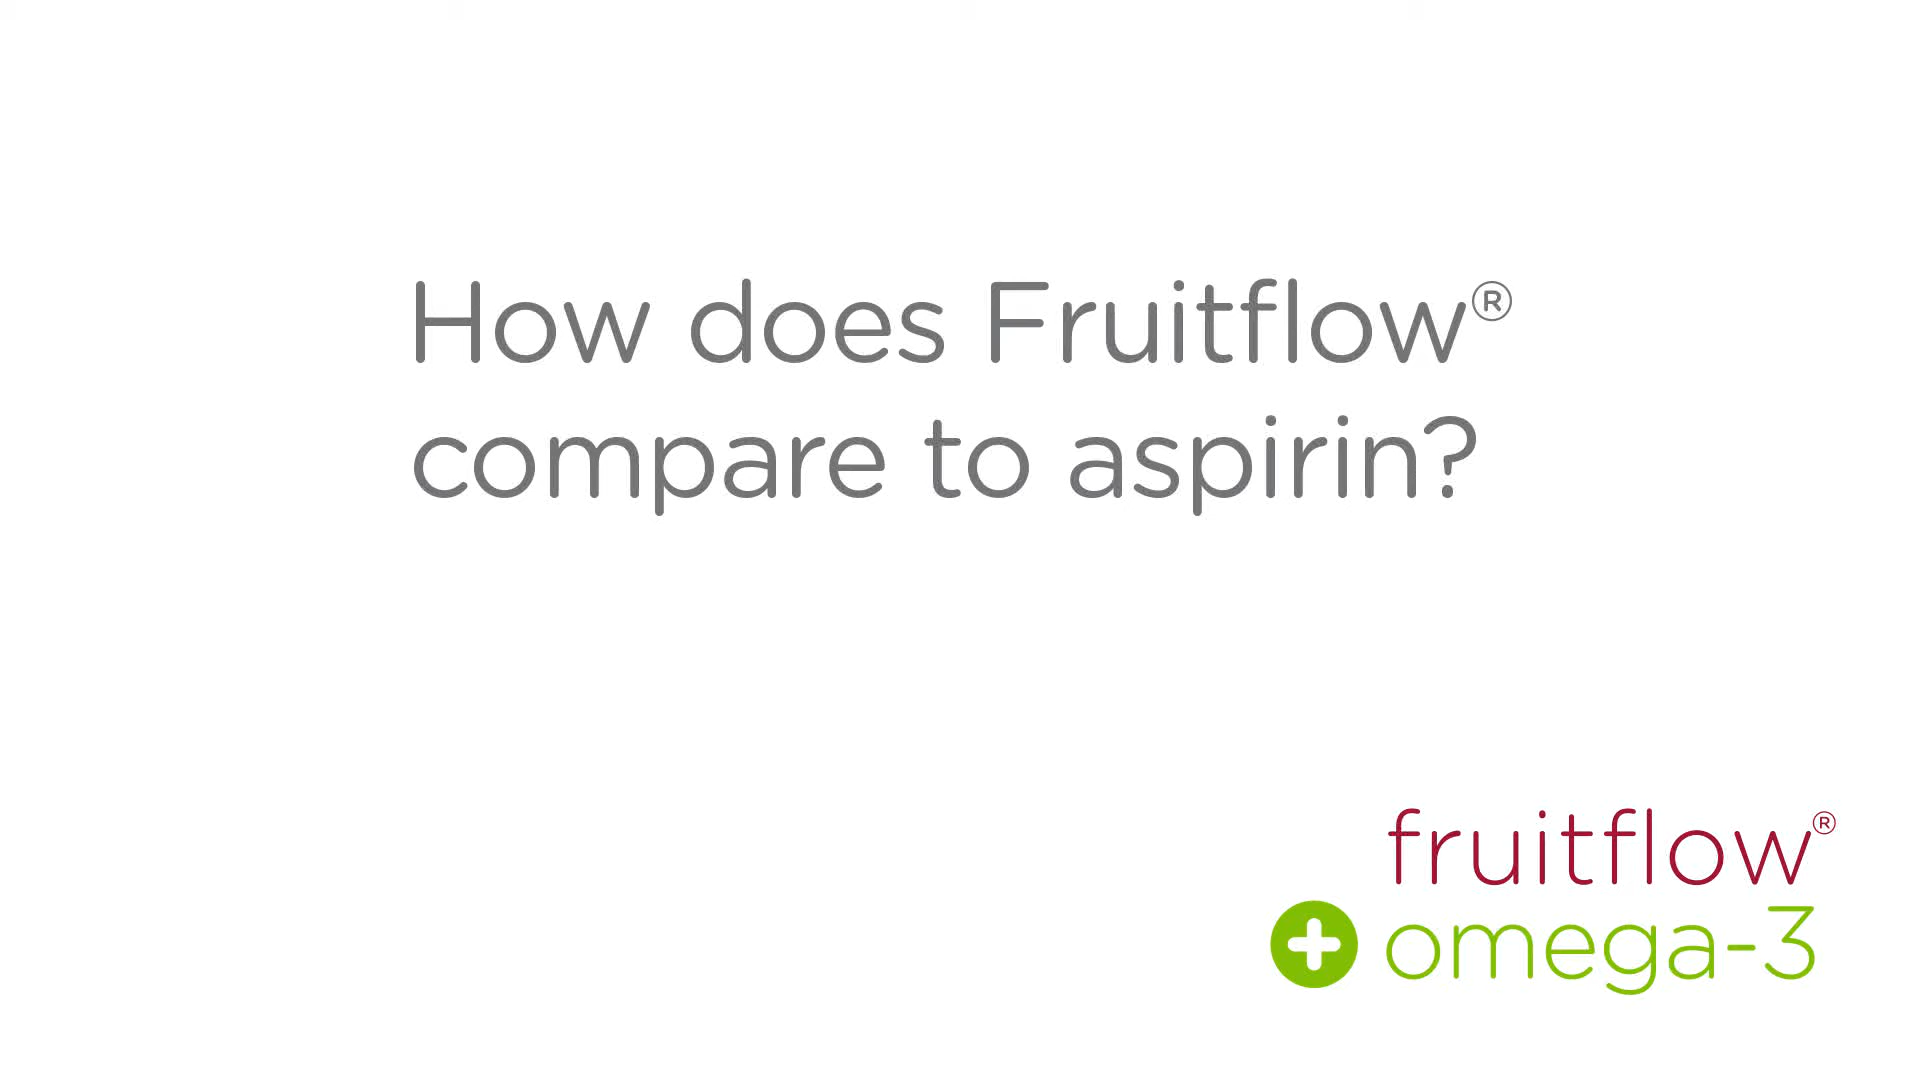 How does Fruitflow®
compare to aspirin?
fruitflow®
+ omega-3